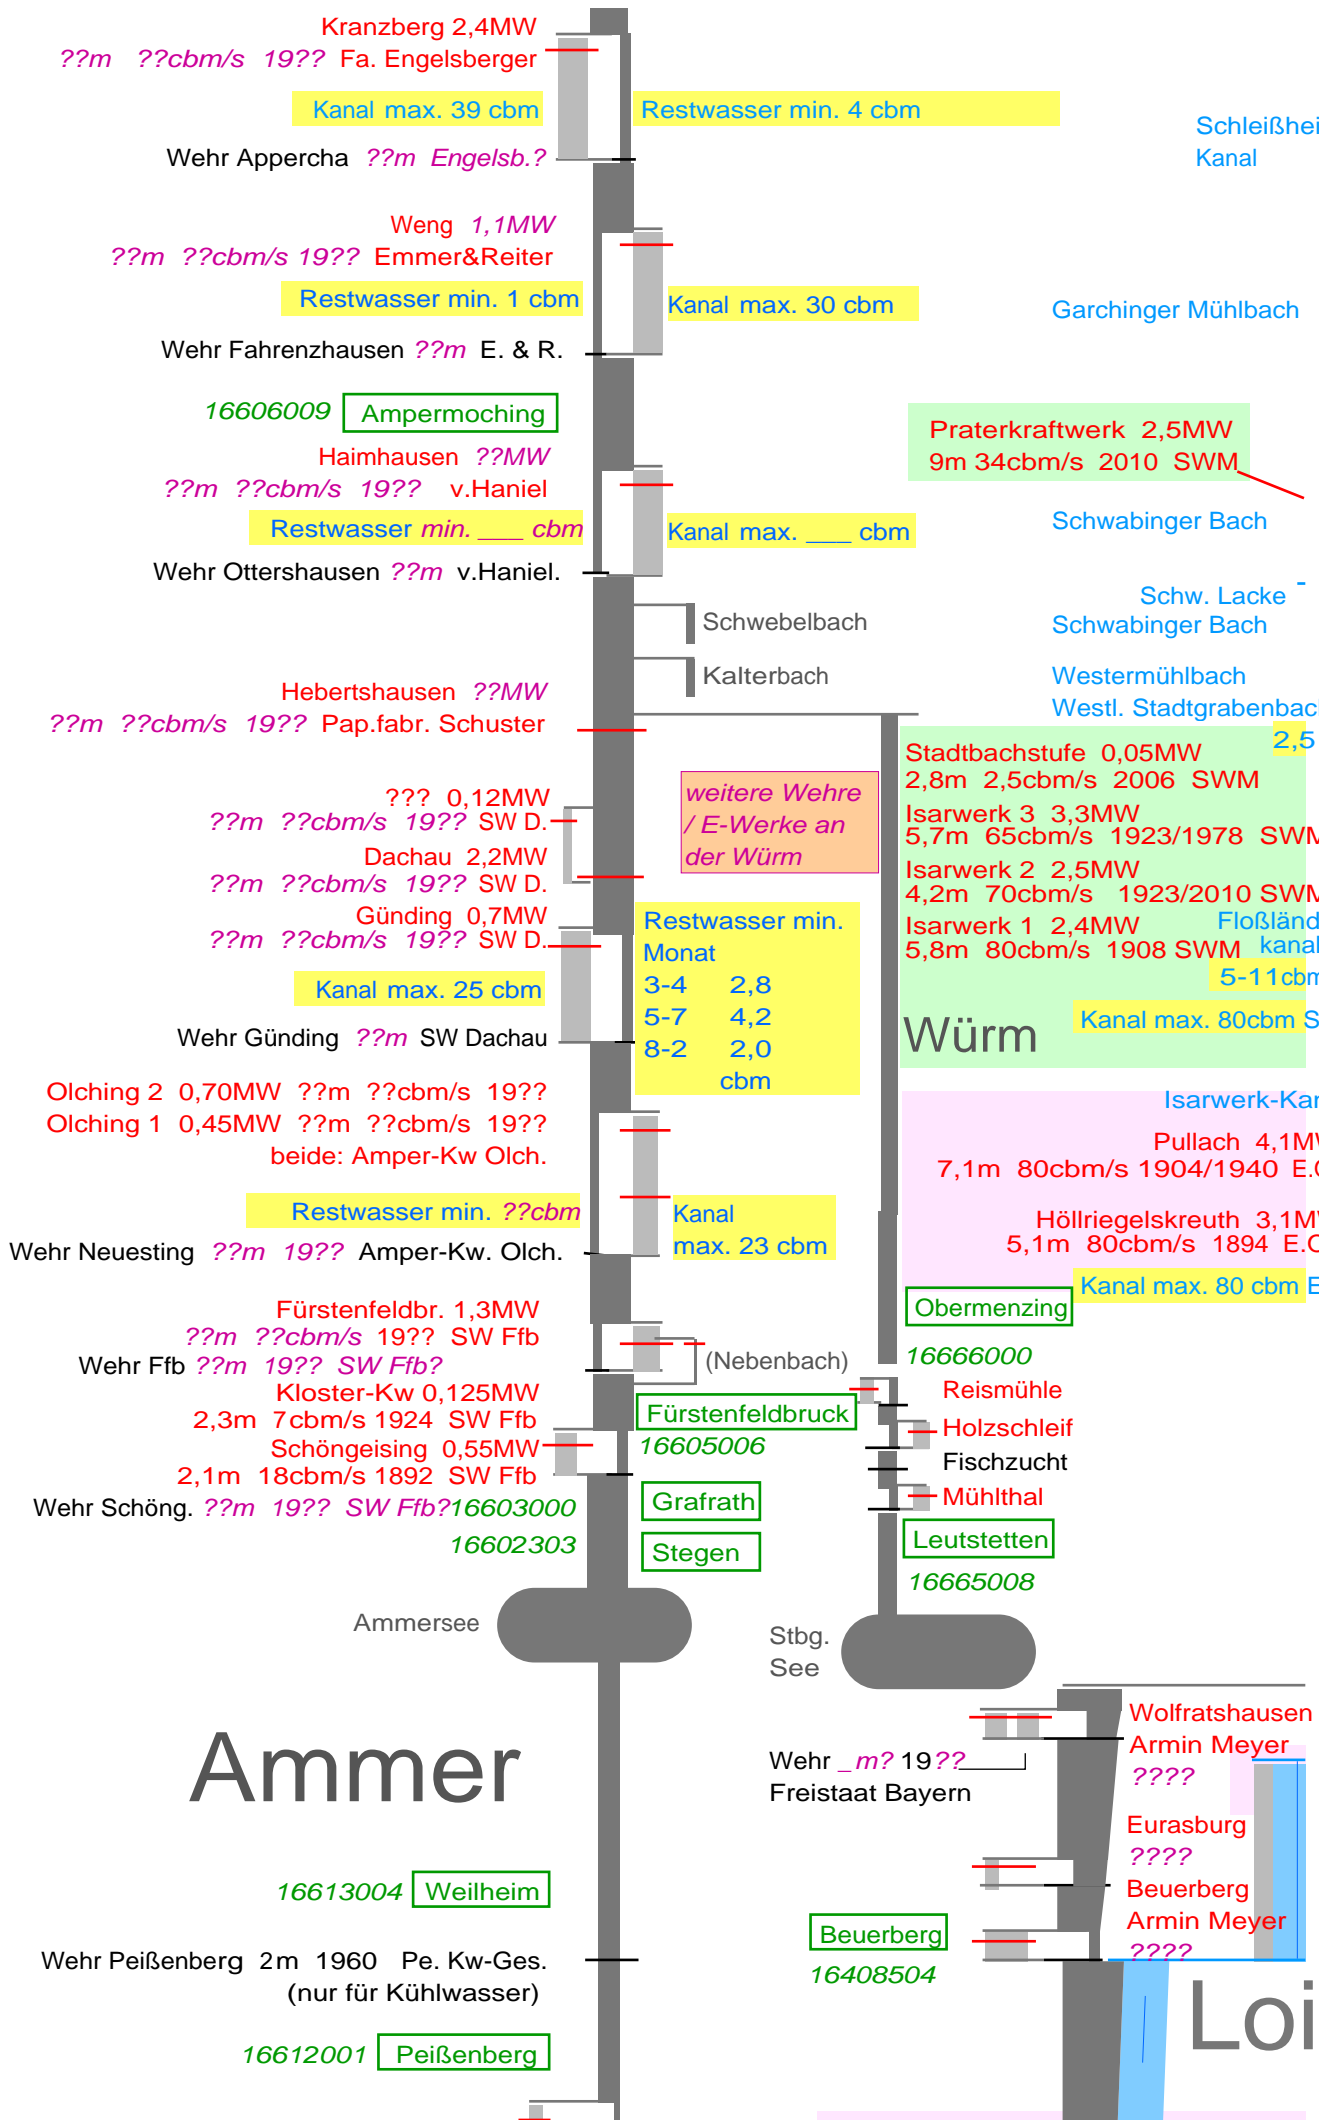 Kranzberg 2,4MW
??m ??cbm/s 19?? Fa. Engelsberger
Kanal max. 39 cbm
Restwasser min. 4 cbm
Wehr Appercha ??m Engelsb.?
Schleißhei
Kanal
Weng 1,1MW
??m ??cbm/s 19?? Emmer&Reiter
Restwasser min. 1 cbm
Kanal max. 30 cbm
Garchinger Mühlbach
Wehr Fahrenzhausen ??m E. & R.
16606009 Ampermoching
Haimhausen ??MW
??m ??cbm/s 19?? v.Haniel
Restwasser min. ___ cbm
Kanal max. ___ cbm
Wehr Ottershausen ??m v.Haniel.
Praterkraftwerk 2,5MW
9m 34cbm/s 2010 SWM
Schwabinger Bach
Schw. Lacke
Schwabinger Bach
Schwebelbach
Kalterbach
Westermühlbach
Westl. Stadtgrabenbach
2,5
Hebertshausen ??MW
??m ??cbm/s 19?? Pap.fabr. Schuster
??? 0,12MW
??m ??cbm/s 19?? SW D.
Dachau 2,2MW
??m ??cbm/s 19?? SW D.
Günding 0,7MW
??m ??cbm/s 19?? SW D.
Kanal max. 25 cbm
Wehr Günding ??m SW Dachau
weitere Wehre
/ E-Werke an
der Würm
Restwasser min.
Monat
3-4 2,8
5-7 4,2
8-2 2,0
cbm
Stadtbachstufe 0,05MW
2,8m 2,5cbm/s 2006 SWM
Isarwerk 3 3,3MW
5,7m 65cbm/s 1923/1978 SWM
Isarwerk 2 2,5MW
4,2m 70cbm/s 1923/2010 SWM
Isarwerk 1 2,4MW
5,8m 80cbm/s 1908 SWM
Floßländ
kanal
5-11cbm
Kanal max. 80cbm S
Würm
Olching 2 0,70MW ??m ??cbm/s 19??
Olching 1 0,45MW ??m ??cbm/s 19??
beide: Amper-Kw Olch.
Restwasser min. ??cbm
Kanal
max. 23 cbm
Wehr Neuesting ??m 19?? Amper-Kw. Olch.
Isarwerk-Kan
Pullach 4,1MW
7,1m 80cbm/s 1904/1940 E.O
Höllriegelskreuth 3,1MW
5,1m 80cbm/s 1894 E.O
Kanal max. 80 cbm E
Obermenzing
16666000
Fürstenfeldbr. 1,3MW
??m ??cbm/s 19?? SW Ffb
Wehr Ffb ??m 19?? SW Ffb?
(Nebenbach)
Kloster-Kw 0,125MW
2,3m 7cbm/s 1924 SW Ffb
Schöngeising 0,55MW
2,1m 18cbm/s 1892 SW Ffb
Wehr Schöng. ??m 19?? SW Ffb?
Fürstenfeldbruck
16605006
16603000 Grafrath
16602303 Stegen
Reismühle
Holzschleif
Fischzucht
Mühlthal
Leutstetten
16665008
Ammersee
Stbg.
See
Ammer
Wehr _m? 19??
Freistaat Bayern
Wolfratshausen
Armin Meyer
????
Eurasburg
????
Beuerberg
Armin Meyer
????
16613004 Weilheim
Beuerberg
16408504
Wehr Peißenberg 2m 1960 Pe. Kw-Ges.
(nur für Kühlwasser)
Loi
16612001 Peißenberg